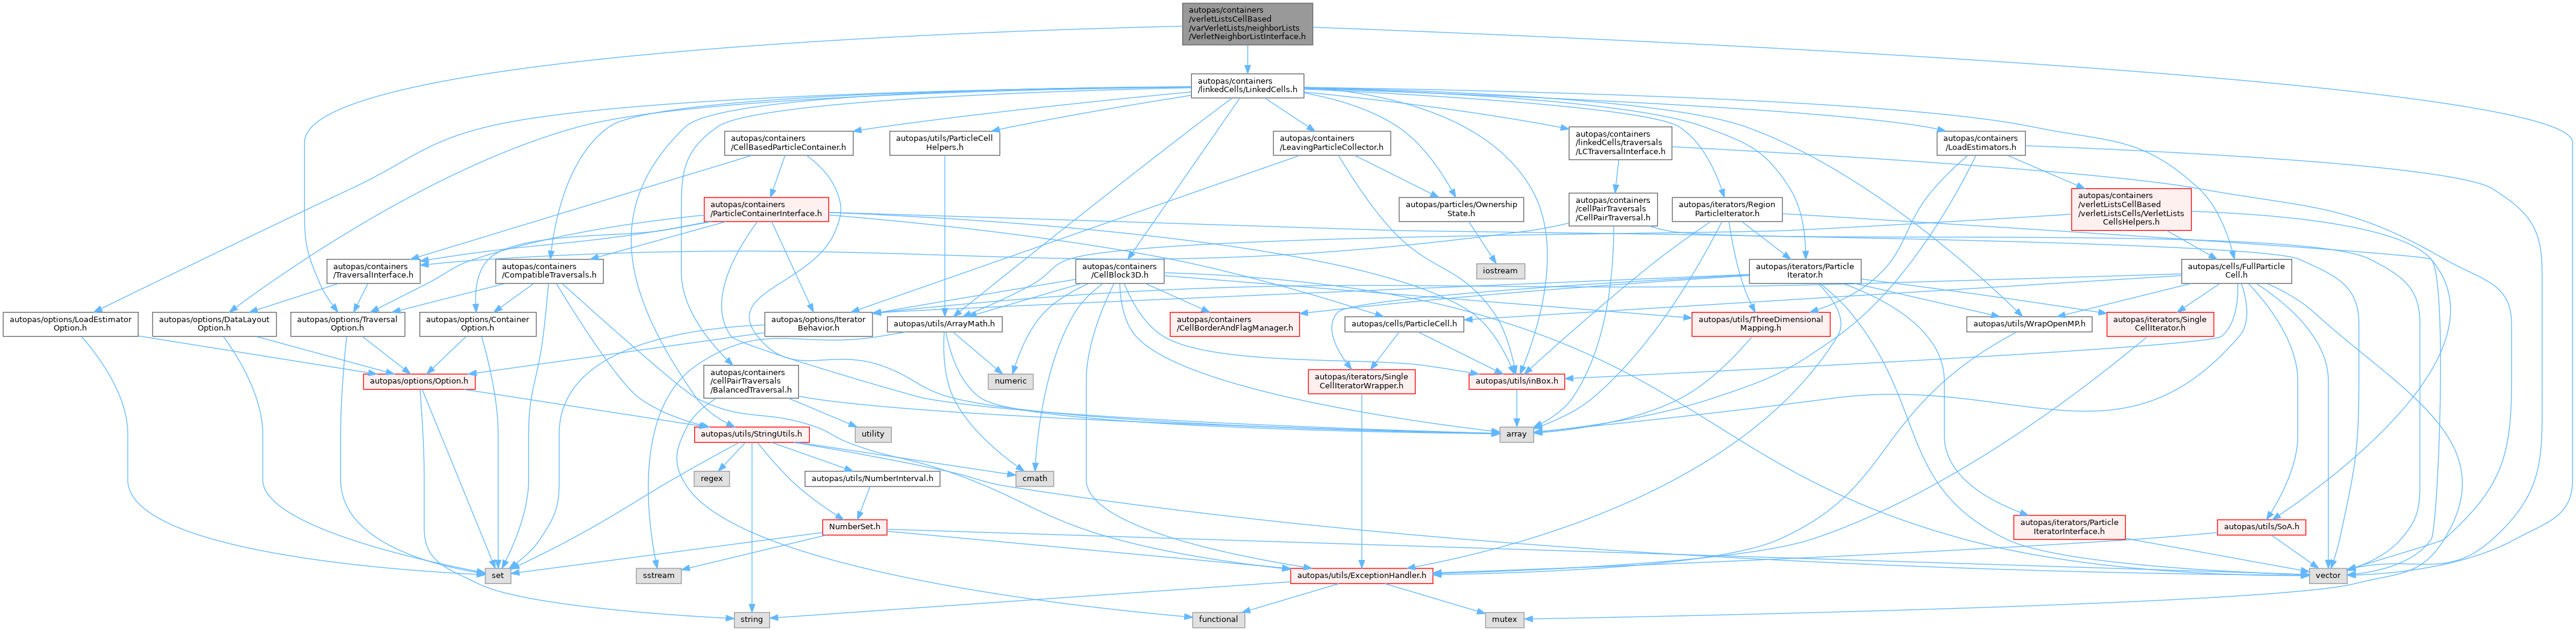 autopas/containers
/verletListsCellBased
/varVerletLists/neighborLists
/VerletNeighborListInterface.h
autopas/containers
/linkedCells/LinkedCells.h
autopas/containers
/CellBasedParticleContainer.h
autopas/utils/ParticleCell
Helpers.h
autopas/containers
/LeavingParticleCollector.h
autopas/containers
/linkedCells/traversals
/LCTraversalInterface.h
autopas/containers
/LoadEstimators.h
autopas/containers
/ParticleContainerInterface.h
autopas/particles/Ownership
State.h
autopas/containers
/cellPairTraversals
/CellPairTraversal.h
autopas/iterators/Region
ParticleIterator.h
autopas/containers
/verletListsCellBased
/verletListsCells/VerletLists
CellsHelpers.h
autopas/containers
/TraversalInterface.h
autopas/containers
/CompatibleTraversals.h
autopas/containers
/CellBlock3D.h
iostream
autopas/iterators/Particle
Iterator.h
autopas/cells/FullParticle
Cell.h
autopas/options/LoadEstimator
Option.h
autopas/options/DataLayout
Option.h
autopas/options/Traversal
Option.h
autopas/options/Container
Option.h
autopas/options/Iterator
Behavior.h
autopas/utils/ArrayMath.h
autopas/containers
/CellBorderAndFlagManager.h
autopas/cells/ParticleCell.h
autopas/utils/ThreeDimensional
Mapping.h
autopas/utils/WrapOpenMP.h
autopas/iterators/Single
CellIterator.h
autopas/options/Option.h
autopas/containers
/cellPairTraversals
/BalancedTraversal.h
numeric
autopas/iterators/Single
CellIteratorWrapper.h
autopas/utils/inBox.h
autopas/utils/StringUtils.h
utility
array
regex
autopas/utils/NumberInterval.h
cmath
NumberSet.h
autopas/iterators/Particle
IteratorInterface.h
autopas/utils/SoA.h
set
sstream
autopas/utils/ExceptionHandler.h
vector
string
functional
mutex